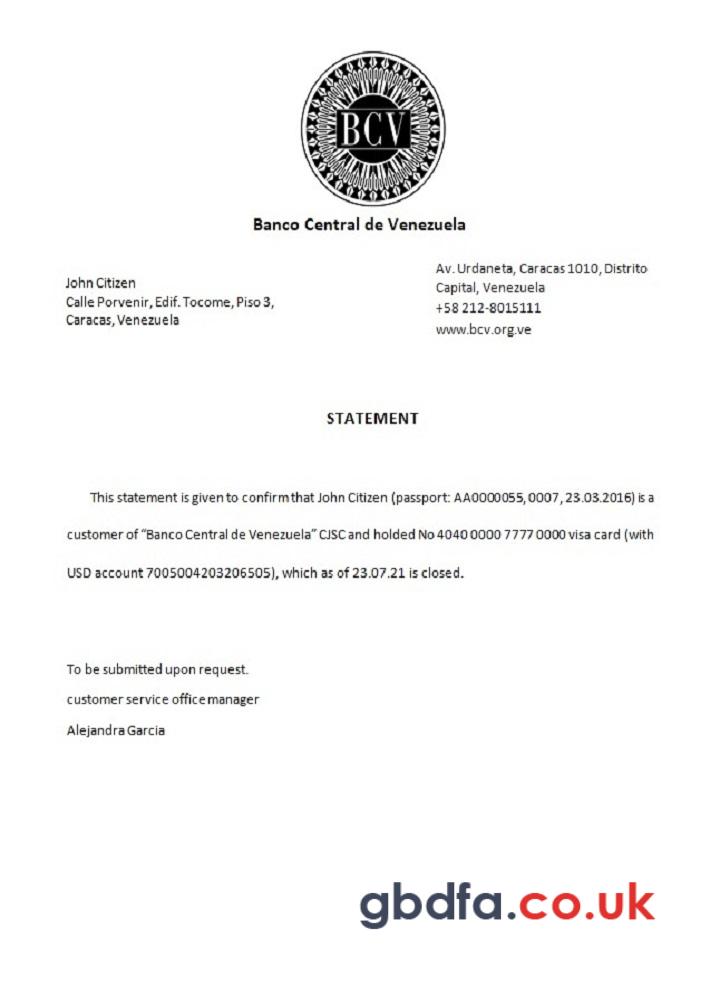 BCV
Banco Central de Venezuela
John Citizen
Calle Porvenir, Edif. Tocome, Piso 3,
Caracas, Venezuela
Av. Urdaneta, Caracas 1010, Distrito
Capital, Venezuela
+58 212-8015111
www.bcv.org.ve
STATEMENT
This statement is given to confirm that John Citizen (passport: AA0000055, 0007, 23.03.2016) is a
customer of “Banco Central de Venezuela” CJSC and holded No 4040 0000 7777 0000 visa card (with
USD account 7005004203206505), which as of 23.07.21 is closed.
To be submitted upon request.
customer service office manager
Alejandra Garcia
gbdfa.co.uk